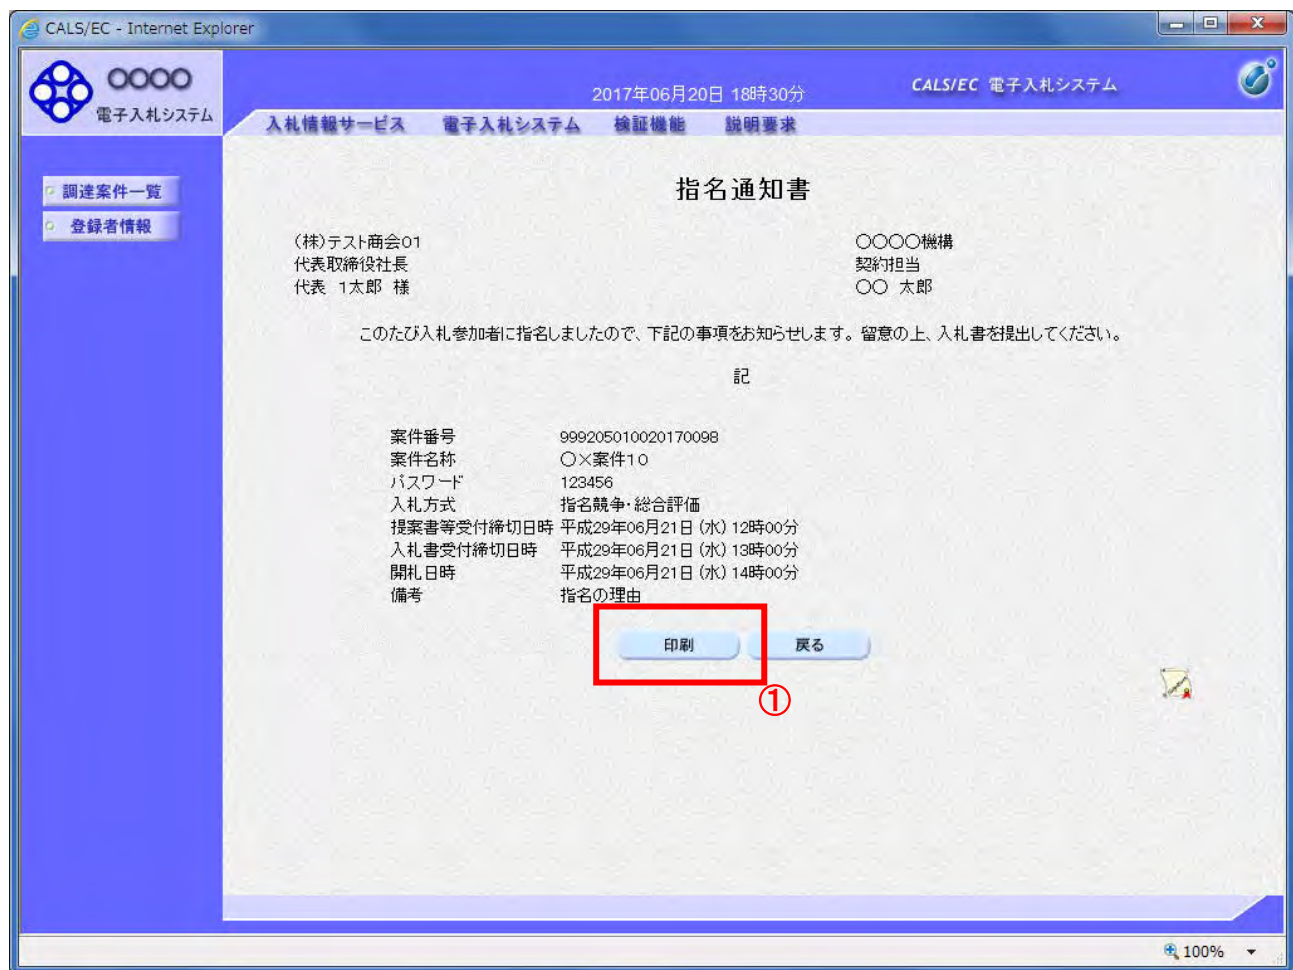 CALS/EC - Internet Explorer
OOOO
電子入札システム
2017年06月20日 18時30分
CALS/EC 電子入札システム
入札情報サービス 電子入札システム 検証機能 説明要求
調達案件一覧
登録者情報
指名通知書
(株)テスト商会01
代表取締役社長
代表 1太郎 様
〇〇〇〇機構
契約担当
〇〇 太郎
このたび入札参加者に指名しましたので、下記の事項をお知らせします。留意の上、入札書を提出してください。
記
案件番号 999205010020170098
案件名称 〇×案件10
パスワード 123456
入札方式 指名競争・総合評価
提案書等受付締切日時 平成29年06月21日(水)12時00分
入札書受付締切日時 平成29年06月21日(水)13時00分
開札日時 平成29年06月21日(水)14時00分
備考 指名の理由
印刷 戻る
①
100%